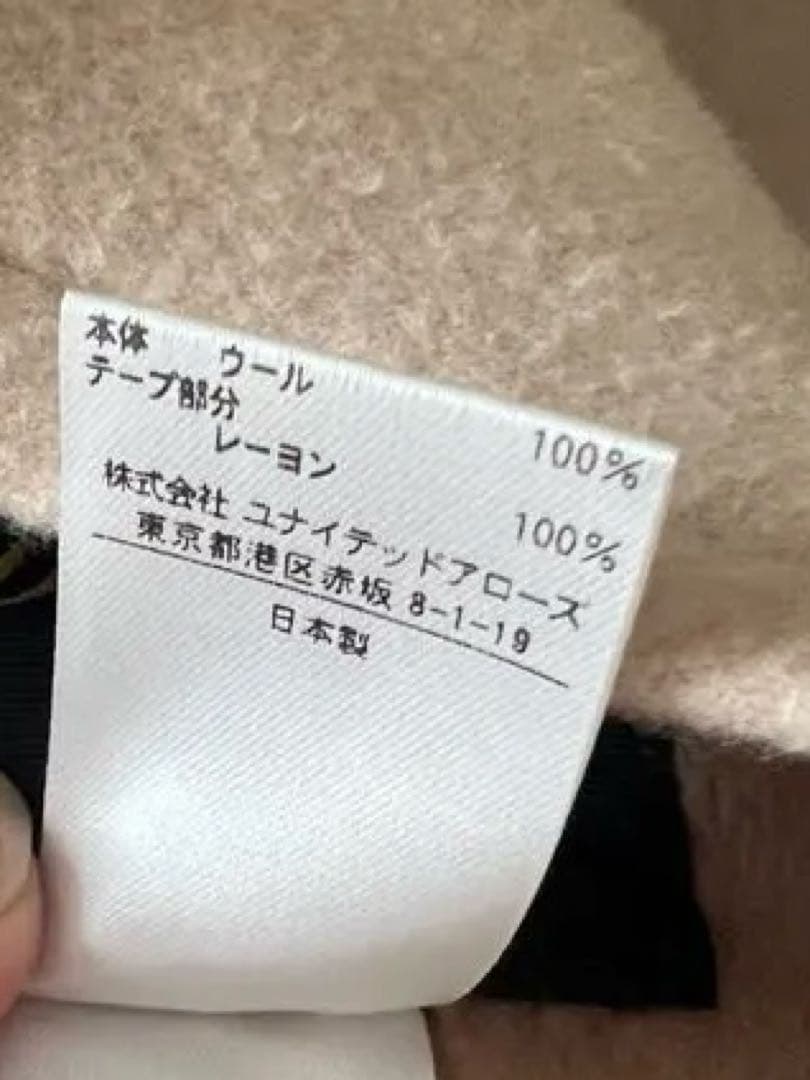 本体 ウール 100%
テープ部分
レーヨン 100%
株式会社 ユナイテッドアローズ
東京都港区赤坂 8-1-19
日本製